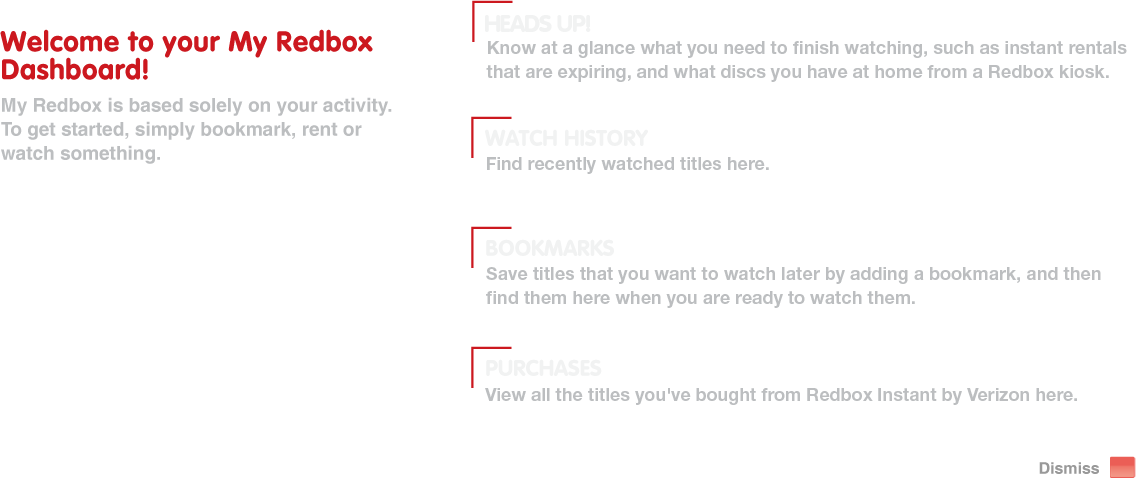 Welcome to your My Redbox
Dashboard!
My Redbox is based solely on your activity.
To get started, simply bookmark, rent or
watch something.
HEADS UP!
Know at a glance what you need to finish watching, such as instant rentals
that are expiring, and what discs you have at home from a Redbox kiosk.
WATCH HISTORY
Find recently watched titles here.
BOOKMARKS
Save titles that you want to watch later by adding a bookmark, and then
find them here when you are ready to watch them.
PURCHASES
View all the titles you've bought from Redbox Instant by Verizon here.
Dismiss